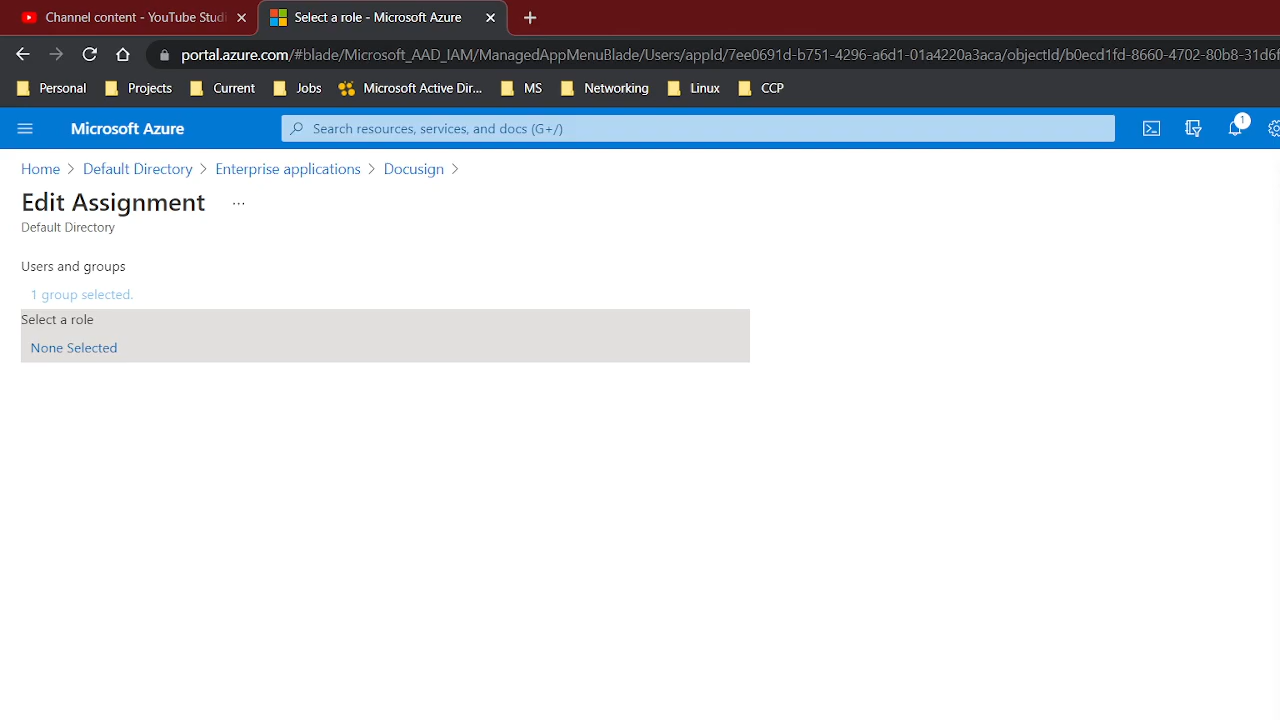 Channel content - YouTube Studi
Select a role - Microsoft Azure
portal.azure.com/#blade/Microsoft_AAD_IAM/ManagedAppMenuBlade/Users/appId/7ee0691d-b751-4296-a6d1-01a4220a3aca/objectId/b0ecd1fd-8660-4702-80b8-31d6f
Personal Projects Current Jobs Microsoft Active Dir... MS Networking Linux CCP
Microsoft Azure Search resources, services, and docs (G+/) 1
Home > Default Directory > Enterprise applications > Docusign >
Edit Assignment ...
Default Directory
Users and groups
1 group selected.
Select a role
None Selected